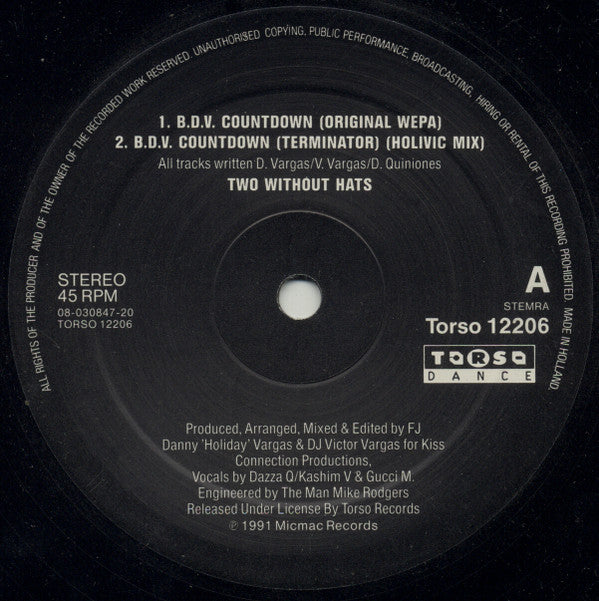 ALL RIGHTS OF THE PRODUCER AND OF THE OWNER OF THE RECORDED WORK RESERVED. UNAUTHORISED COPYING, PUBLIC PERFORMANCE, BROADCASTING, HIRING OR RENTAL OF THIS RECORDING PROHIBITED. MADE IN HOLLAND.
1. B.D.V. COUNTDOWN (ORIGINAL WEPA)
2. B.D.V. COUNTDOWN (TERMINATOR) (HOLIVIC MIX)
All tracks written D. Vargas/V. Vargas/D. Quiniones
TWO WITHOUT HATS
STEREO
45 RPM
08-030847-20
TORSO 12206
A
STEMRA
Torso 12206
TORSO
DANCE
Produced, Arranged, Mixed & Edited by FJ
Danny 'Holiday' Vargas & DJ Victor Vargas for Kiss
Connection Productions,
Vocals by Dazza Q/Kashim V & Gucci M.
Engineered by The Man Mike Rodgers
Released Under License By Torso Records
℗ 1991 Micmac Records